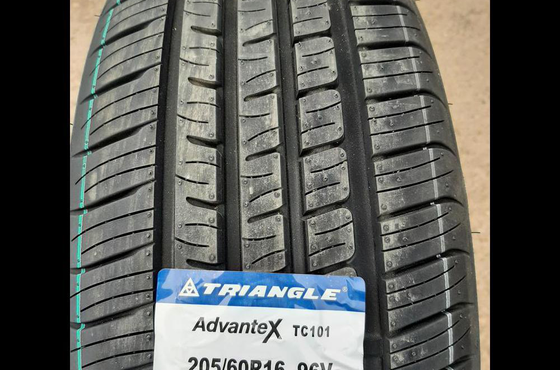 TRIANGLE
AdvanteX TC101
205/60R16 96V